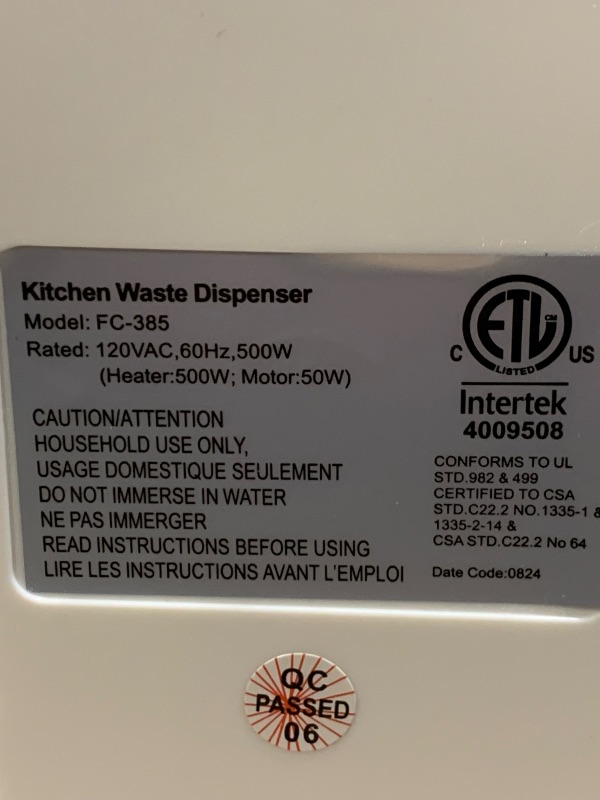 Kitchen Waste Dispenser
Model: FC-385
Rated: 120VAC,60Hz,500W
(Heater:500W; Motor:50W)
CAUTION/ATTENTION
HOUSEHOLD USE ONLY,
USAGE DOMESTIQUE SEULEMENT
DO NOT IMMERSE IN WATER
NE PAS IMMERGER
READ INSTRUCTIONS BEFORE USING
LIRE LES INSTRUCTIONS AVANT L'EMPLOI
ETL CM
C US
LISTED
Intertek
4009508
CONFORMS TO UL
STD.982 & 499
CERTIFIED TO CSA
STD.C22.2 NO.1335-1 &
1335-2-14 &
CSA STD.C22.2 No 64
Date Code:0824
QC
PASSED
06